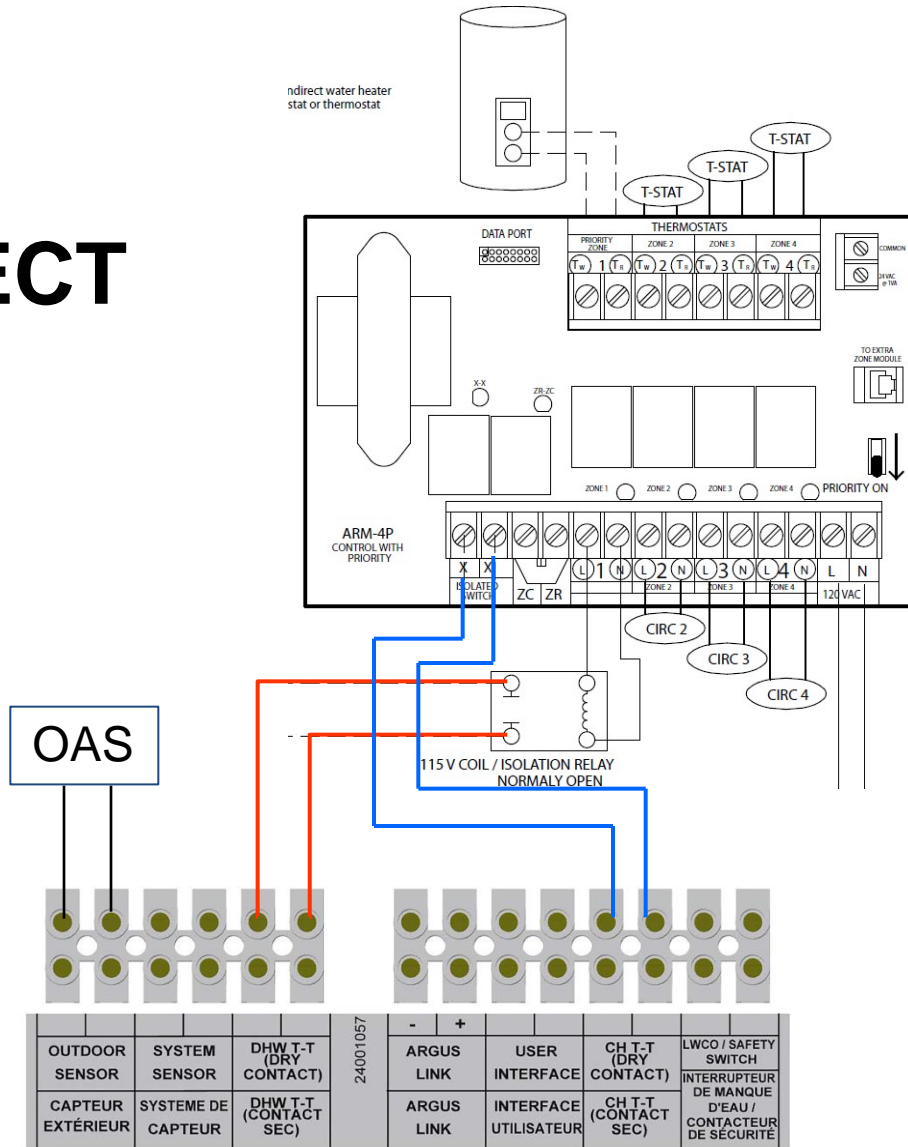 ndirect water heater
stat or thermostat
T-STAT
T-STAT
T-STAT
ECT
DATA PORT
THERMOSTATS
PRIORITY ZONE
ZONE 2
ZONE 3
ZONE 4
TW 1 TR TW 2 TR TW 3 TR TW 4 TR
COMMON
24 VAC
@ 1VA
TO EXTRA
ZONE MODULE
X-X
ZR-ZC
ZONE 1
ZONE 2
ZONE 3
ZONE 4
PRIORITY ON
ARM-4P
CONTROL WITH
PRIORITY
X X
ISOLATED
SWITCH
ZC ZR
L 1 N L 2 N L 3 N L 4 N L N
ZONE 2
ZONE 3
ZONE 4
120 VAC
CIRC 2
CIRC 3
CIRC 4
OAS
115 V COIL / ISOLATION RELAY
NORMALY OPEN
24001057
- +
OUTDOOR
SENSOR
SYSTEM
SENSOR
DHW T-T
(DRY
CONTACT)
ARGUS
LINK
USER
INTERFACE
CH T-T
(DRY
CONTACT)
LWCO / SAFETY
SWITCH
CAPTEUR
EXTÉRIEUR
SYSTEME DE
CAPTEUR
DHW T-T
(CONTACT
SEC)
ARGUS
LINK
INTERFACE
UTILISATEUR
CH T-T
(CONTACT
SEC)
INTERRUPTEUR
DE MANQUE
D'EAU /
CONTACTEUR
DE SÉCURITÉ